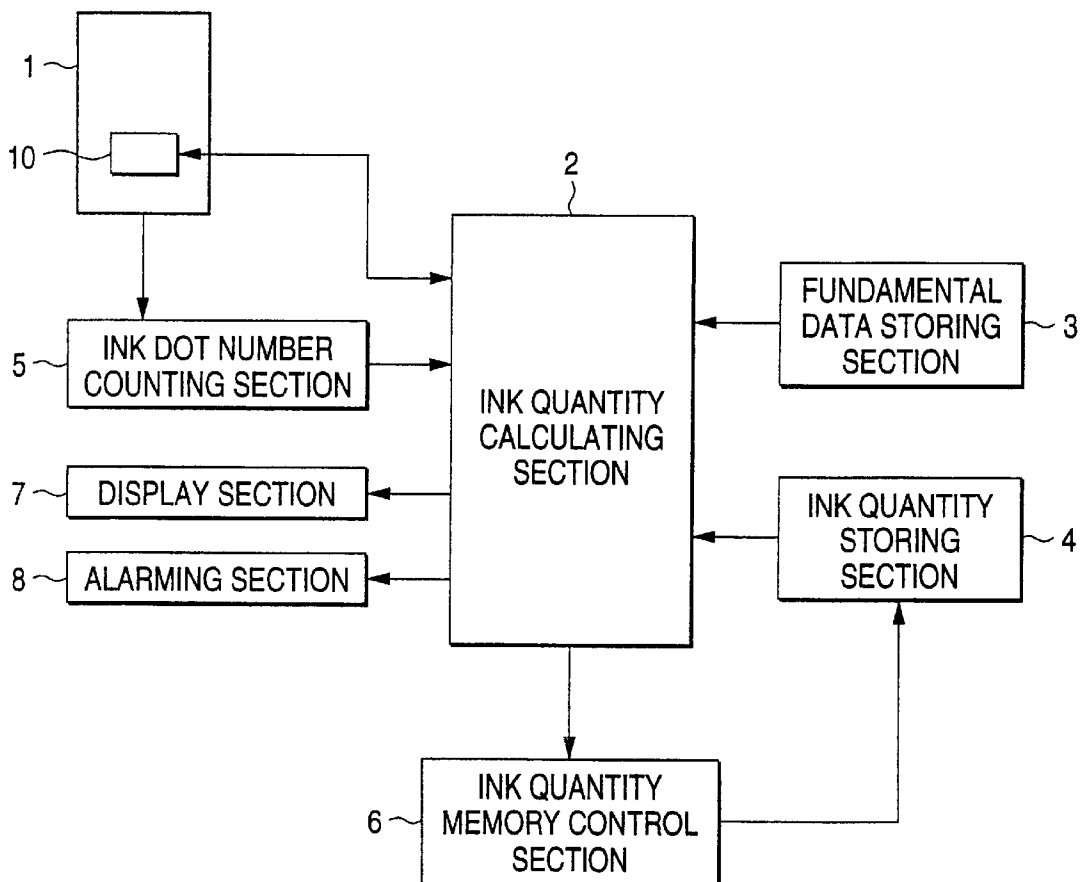 1
10
2
FUNDAMENTAL
DATA STORING
SECTION
3
INK DOT NUMBER
COUNTING SECTION
5
INK QUANTITY
CALCULATING
SECTION
7
DISPLAY SECTION
INK QUANTITY
STORING
SECTION
4
8
ALARMING SECTION
INK QUANTITY
MEMORY CONTROL
SECTION
6